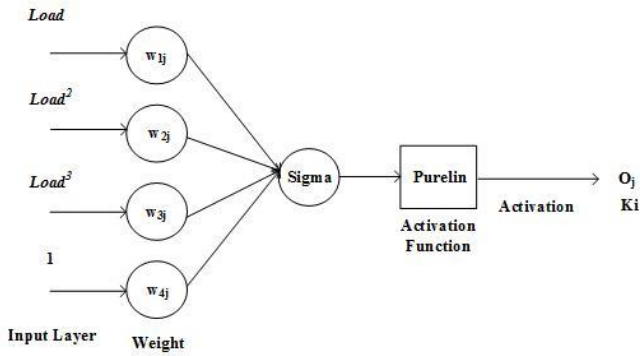 Load
w1j
Load²
w2j
Sigma
Purelin
Oj
Load³
w3j
Activation
Ki
Activation
Function
1
w4j
Input Layer
Weight